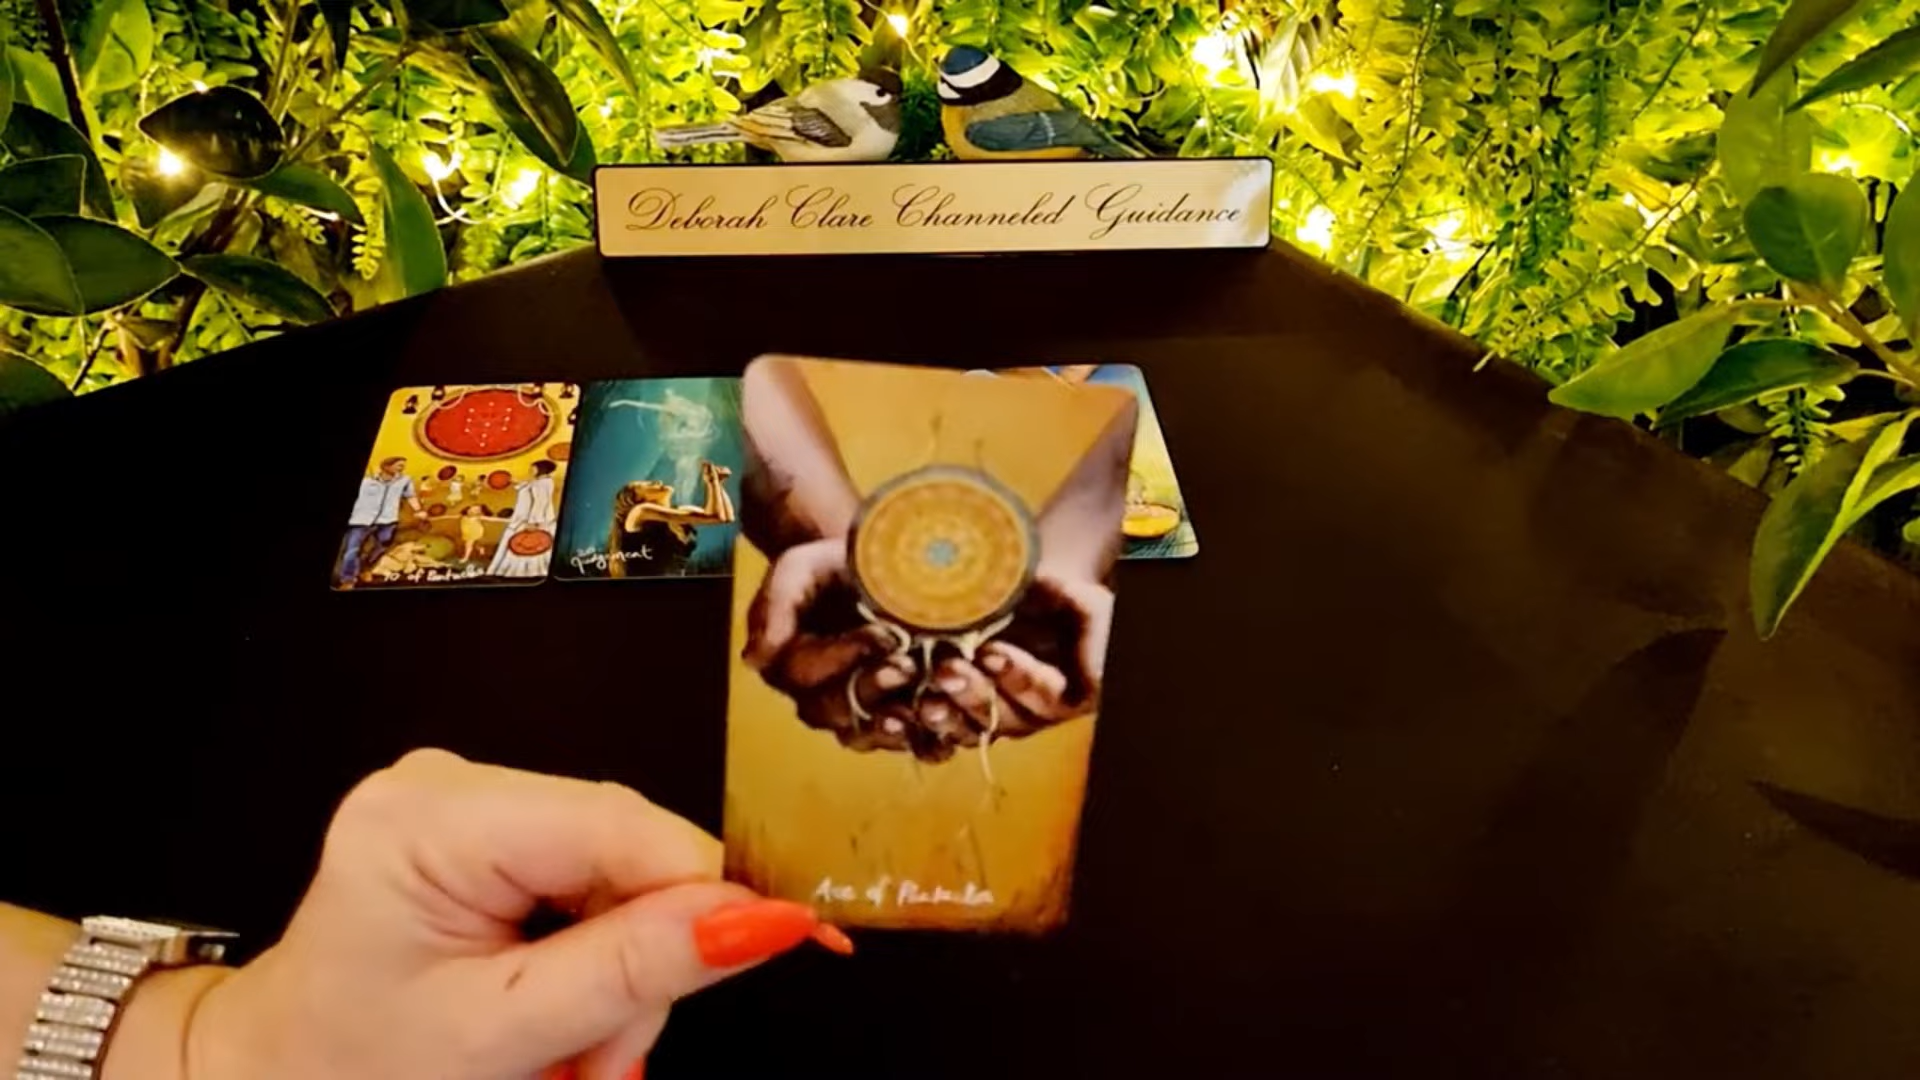 Deborah Clare Channeled Guidance
10 of Pentacles
Judgement
Ace of Pentacles